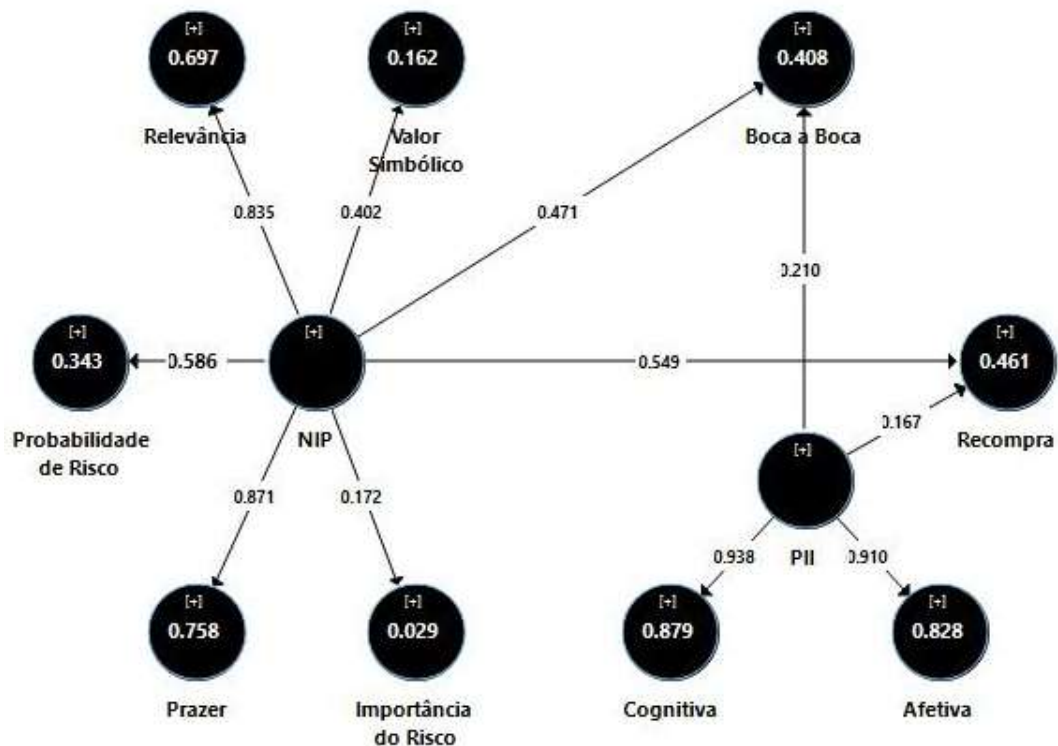 [+] [+] [+]
0.697 0.162 0.408
Relevância Valor Boca a Boca
Simbólico
0.835 0.402 0.471
0.210
[+] [+] [+]
0.343 0.586 0.549 0.461
Probabilidade NIP 0.167 Recompra
de Risco [+]
0.871 0.172
0.938 PII 0.910
[+] [+] [+] [+]
0.758 0.029 0.879 0.828
Prazer Importância Cognitiva Afetiva
do Risco